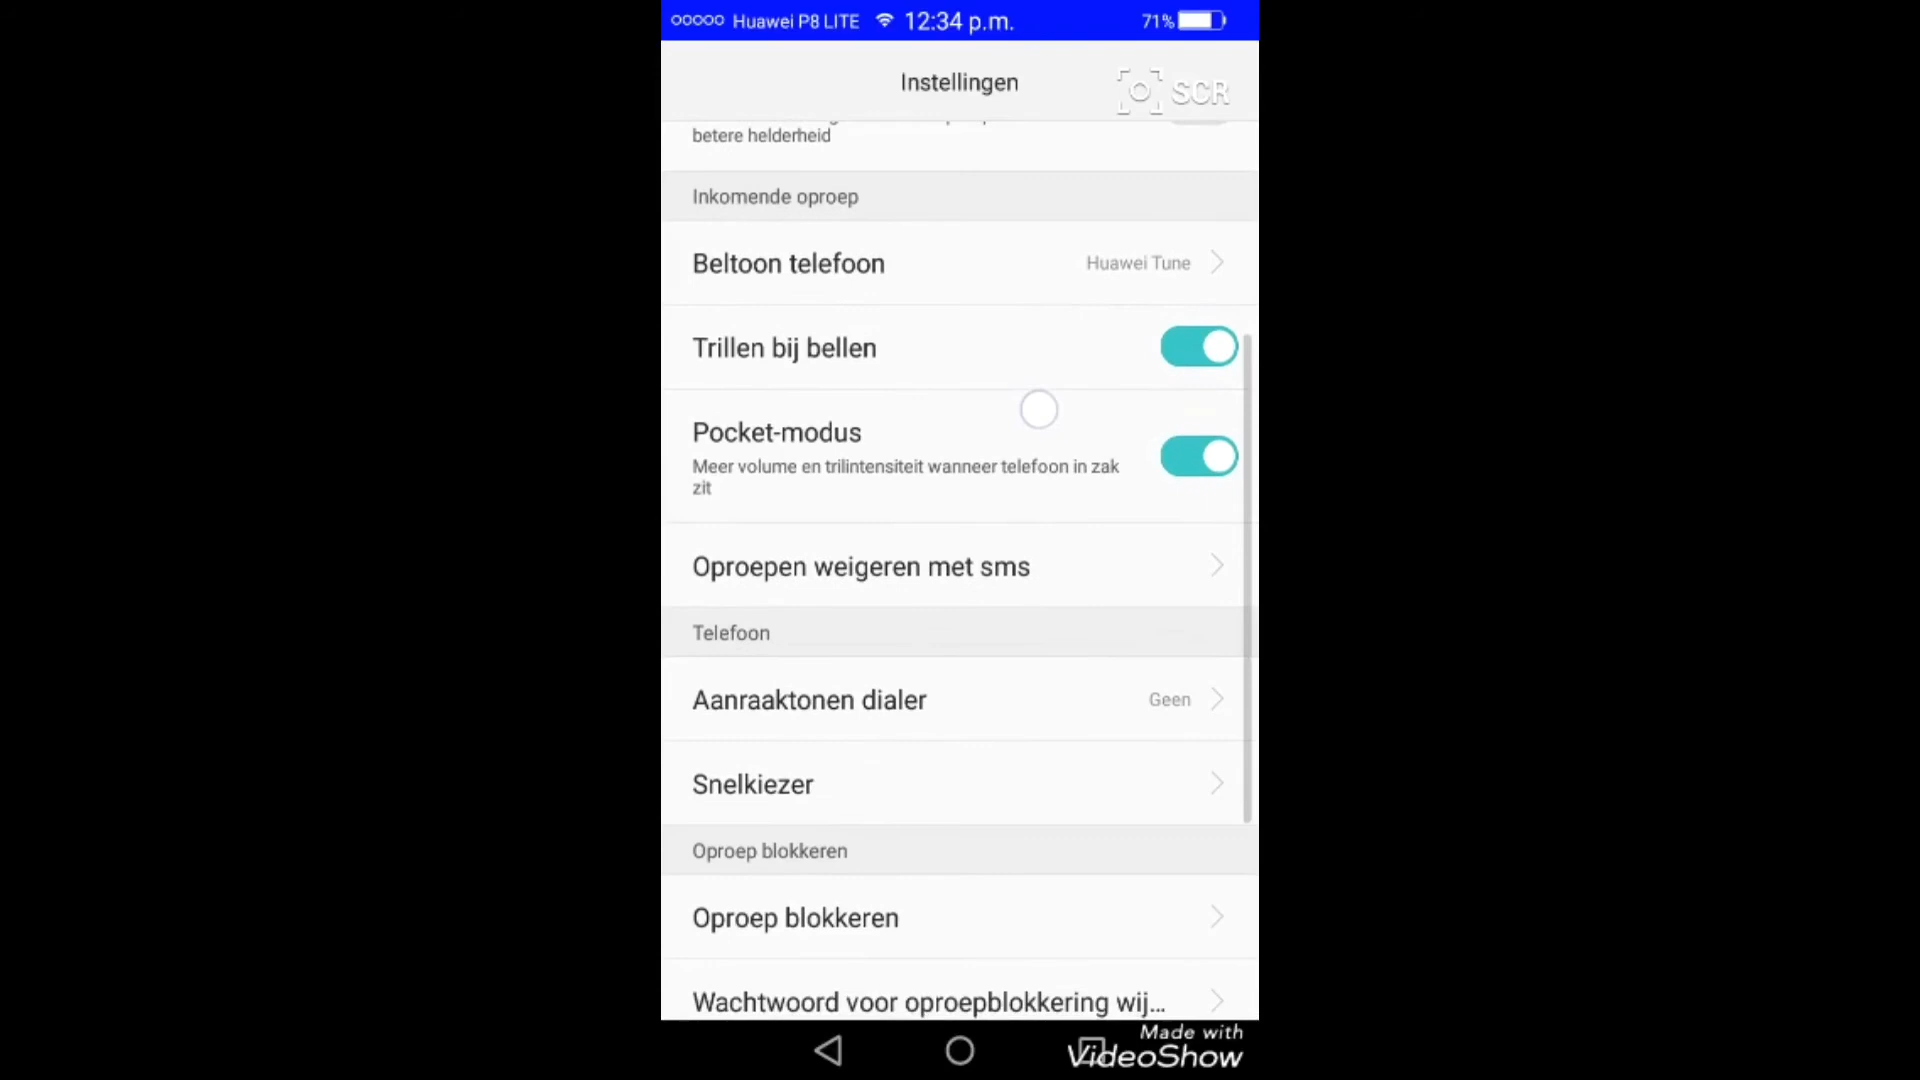 ooooo Huawei P8 LITE 12:34 p.m. 71%
Instellingen
SCR
betere helderheid
Inkomende oproep
Beltoon telefoon Huawei Tune
Trillen bij bellen
Pocket-modus
Meer volume en trilintensiteit wanneer telefoon in zak
zit
Oproepen weigeren met sms
Telefoon
Aanraaktonen dialer Geen
Snelkiezer
Oproep blokkeren
Oproep blokkeren
Wachtwoord voor oproepblokkering wij...
Made with
VideoShow